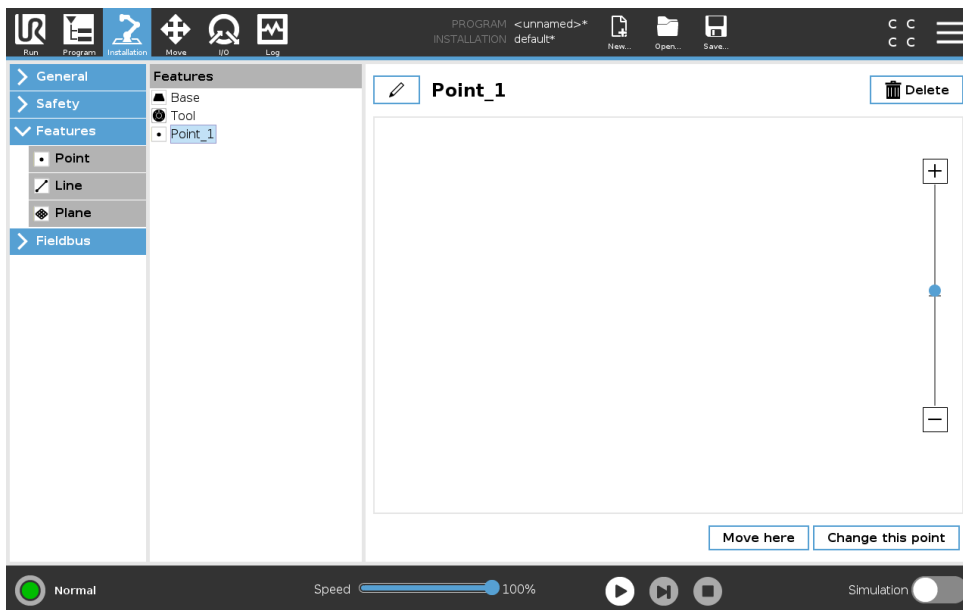 PROGRAM <unnamed>*
INSTALLATION default*
UR
Run
Program
Installation
Move
I/O
Log
New...
Open...
Save...
C C
C C
General
Safety
Features
Point
Line
Plane
Fieldbus
Features
Base
Tool
Point_1
Point_1
Delete
Move here
Change this point
Normal
Speed
100%
Simulation